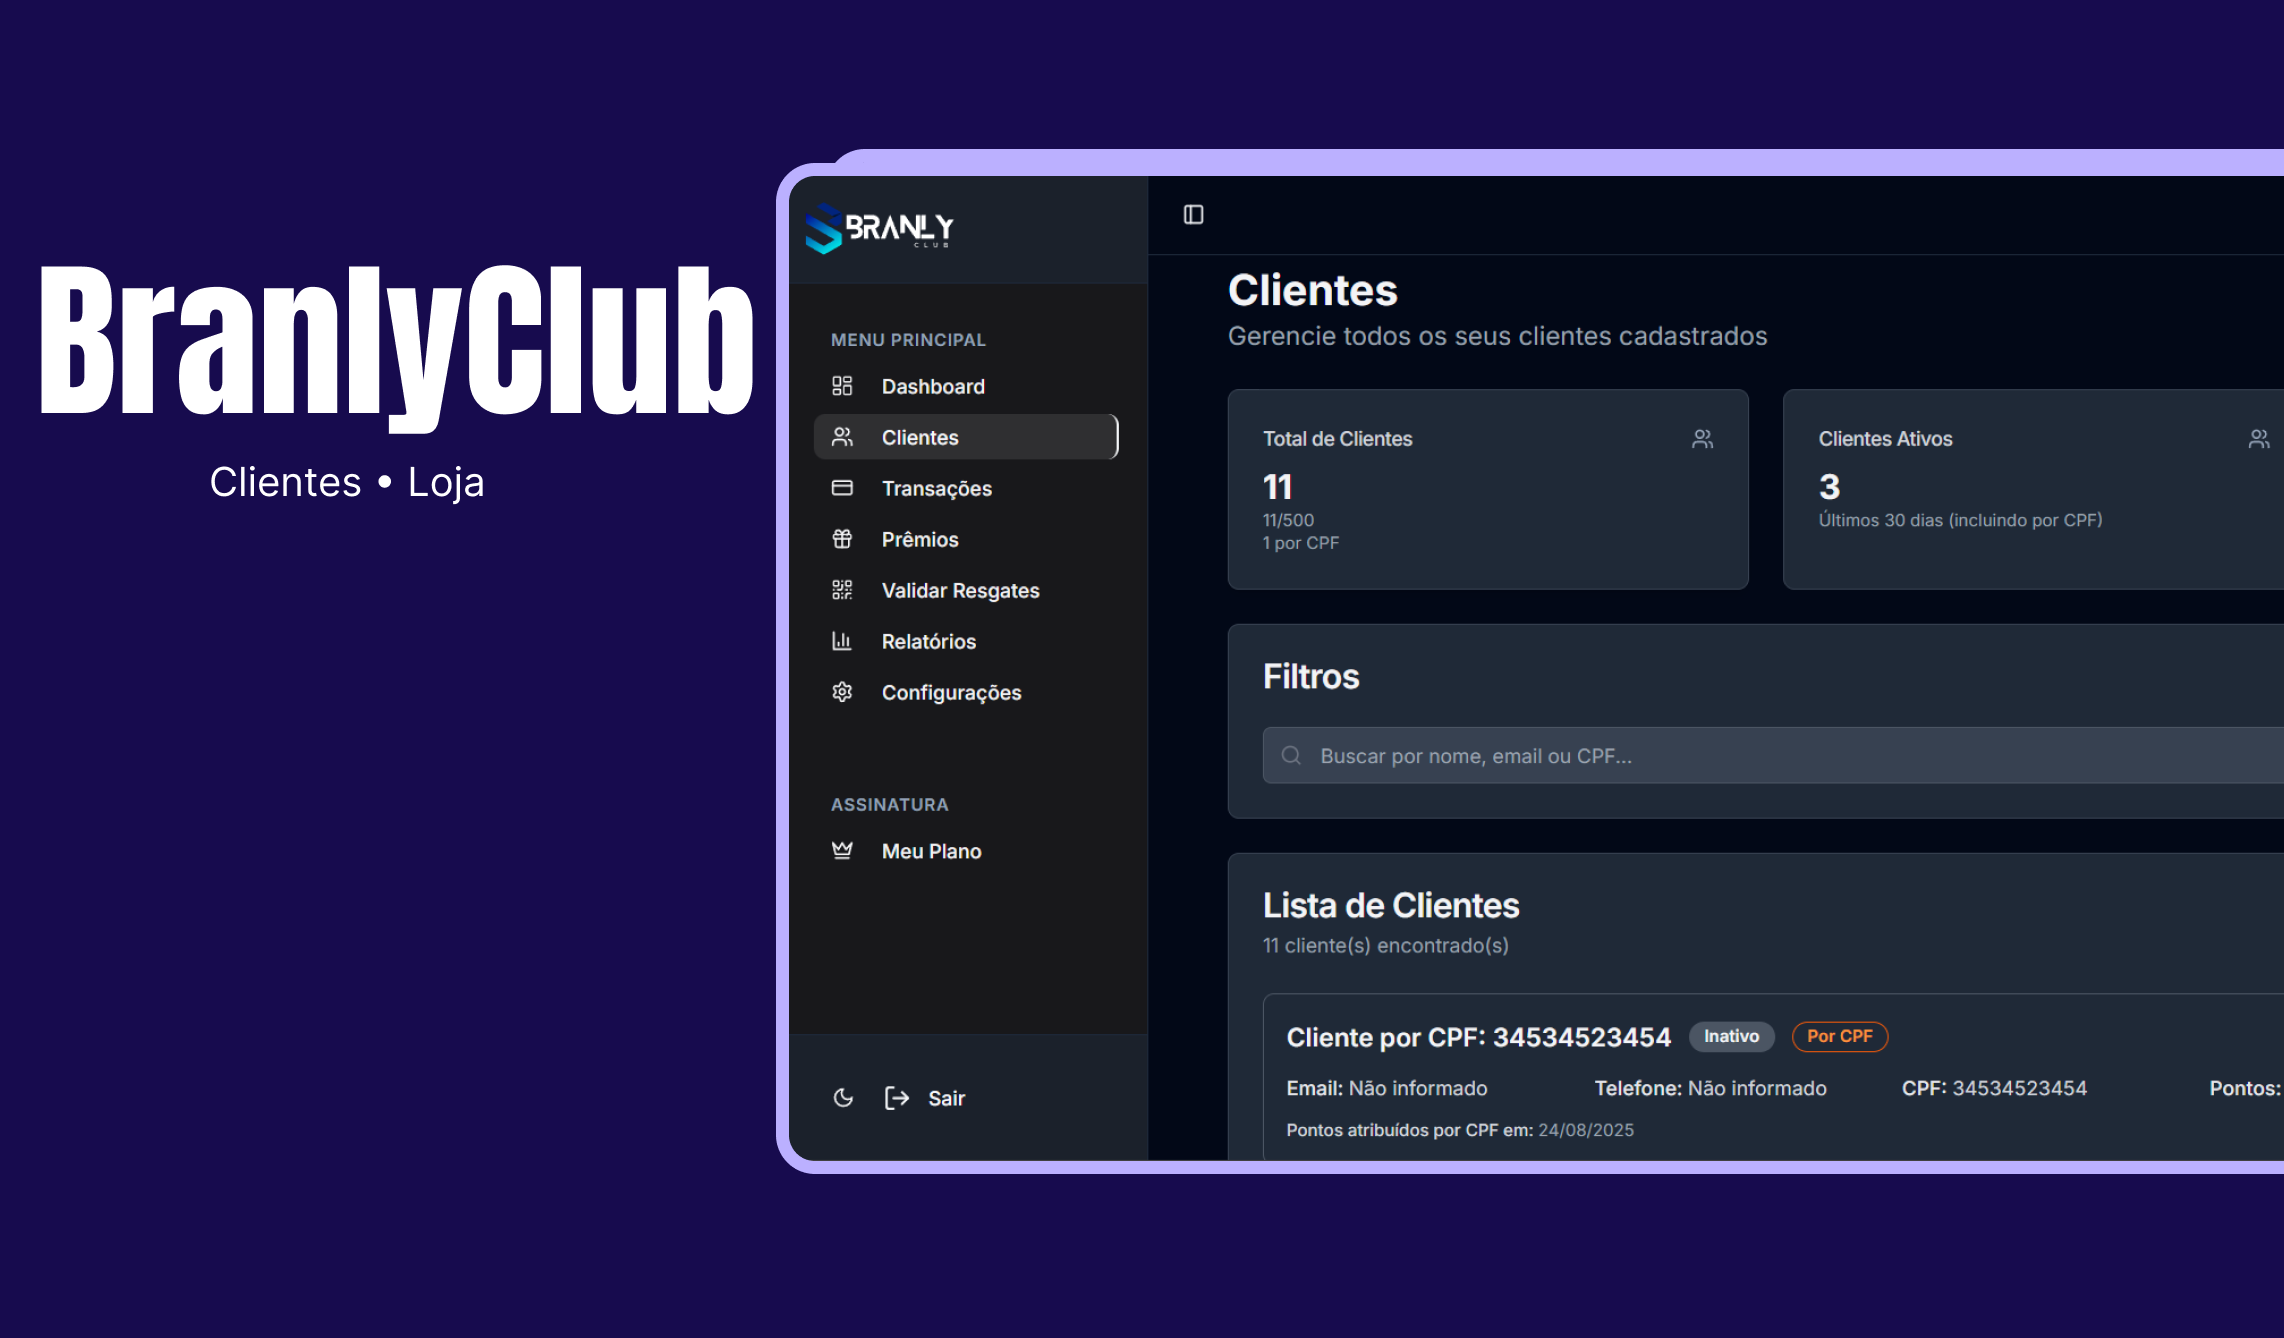 BranlyClub
Clientes • Loja
BRANLY
CLUB
MENU PRINCIPAL
Dashboard
Clientes
Transações
Prêmios
Validar Resgates
Relatórios
Configurações
ASSINATURA
Meu Plano
Sair
Clientes
Gerencie todos os seus clientes cadastrados
Total de Clientes
11
11/500
1 por CPF
Clientes Ativos
3
Últimos 30 dias (incluindo por CPF)
Filtros
Buscar por nome, email ou CPF...
Lista de Clientes
11 cliente(s) encontrado(s)
Cliente por CPF: 34534523454 Inativo Por CPF
Email: Não informado Telefone: Não informado CPF: 34534523454 Pontos:
Pontos atribuídos por CPF em: 24/08/2025